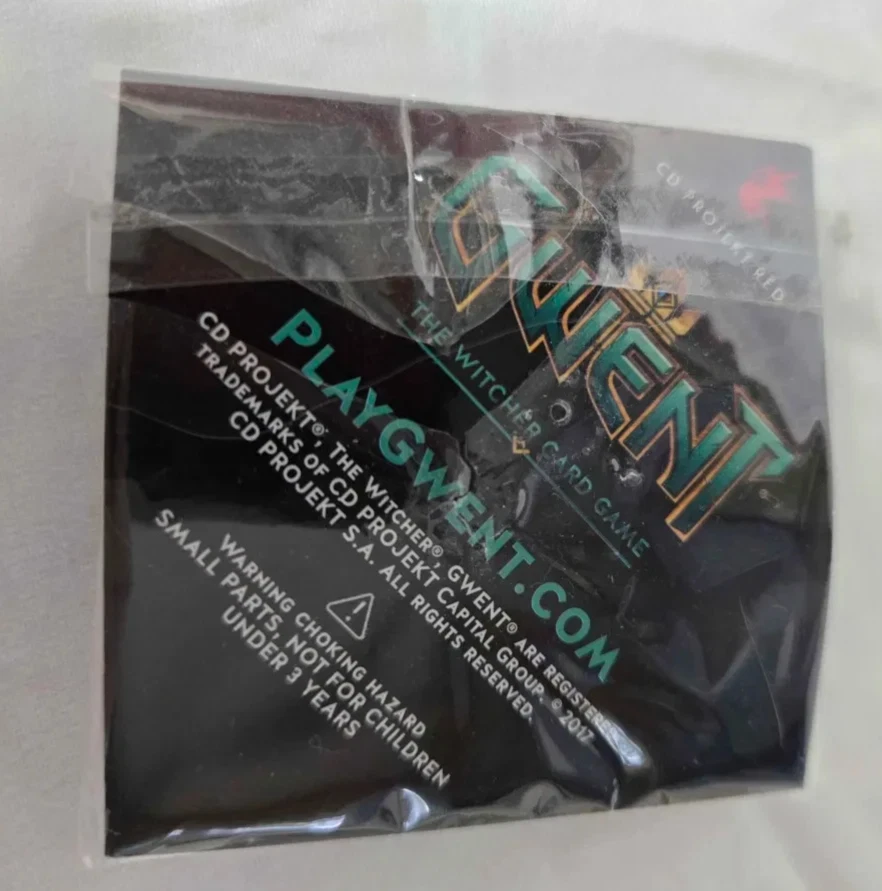 CD PROJEKT RED
GWENT
THE WITCHER CARD GAME
PLAYGWENT.COM
CD PROJEKT®, THE WITCHER®, GWENT® ARE REGISTERED
TRADEMARKS OF CD PROJEKT CAPITAL GROUP. © 2017
CD PROJEKT S.A. ALL RIGHTS RESERVED.
WARNING CHOKING HAZARD
SMALL PARTS, NOT FOR CHILDREN
UNDER 3 YEARS